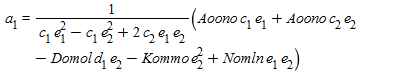 a₁ = 1 / (c₁ e₁² − c₁ e₂² + 2 c₂ e₁ e₂) (Aoono c₁ e₁ + Aoono c₂ e₂
− Domol d₁ e₂ − Kommo e₂² + Nomln e₁ e₂)